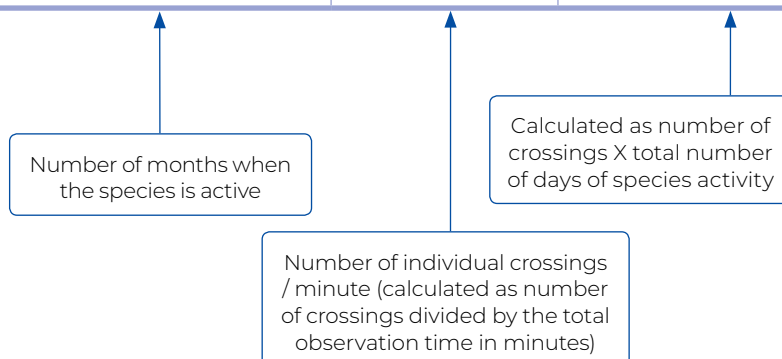 Number of months when
the species is active
Number of individual crossings
/ minute (calculated as number
of crossings divided by the total
observation time in minutes)
Calculated as number of
crossings X total number
of days of species activity